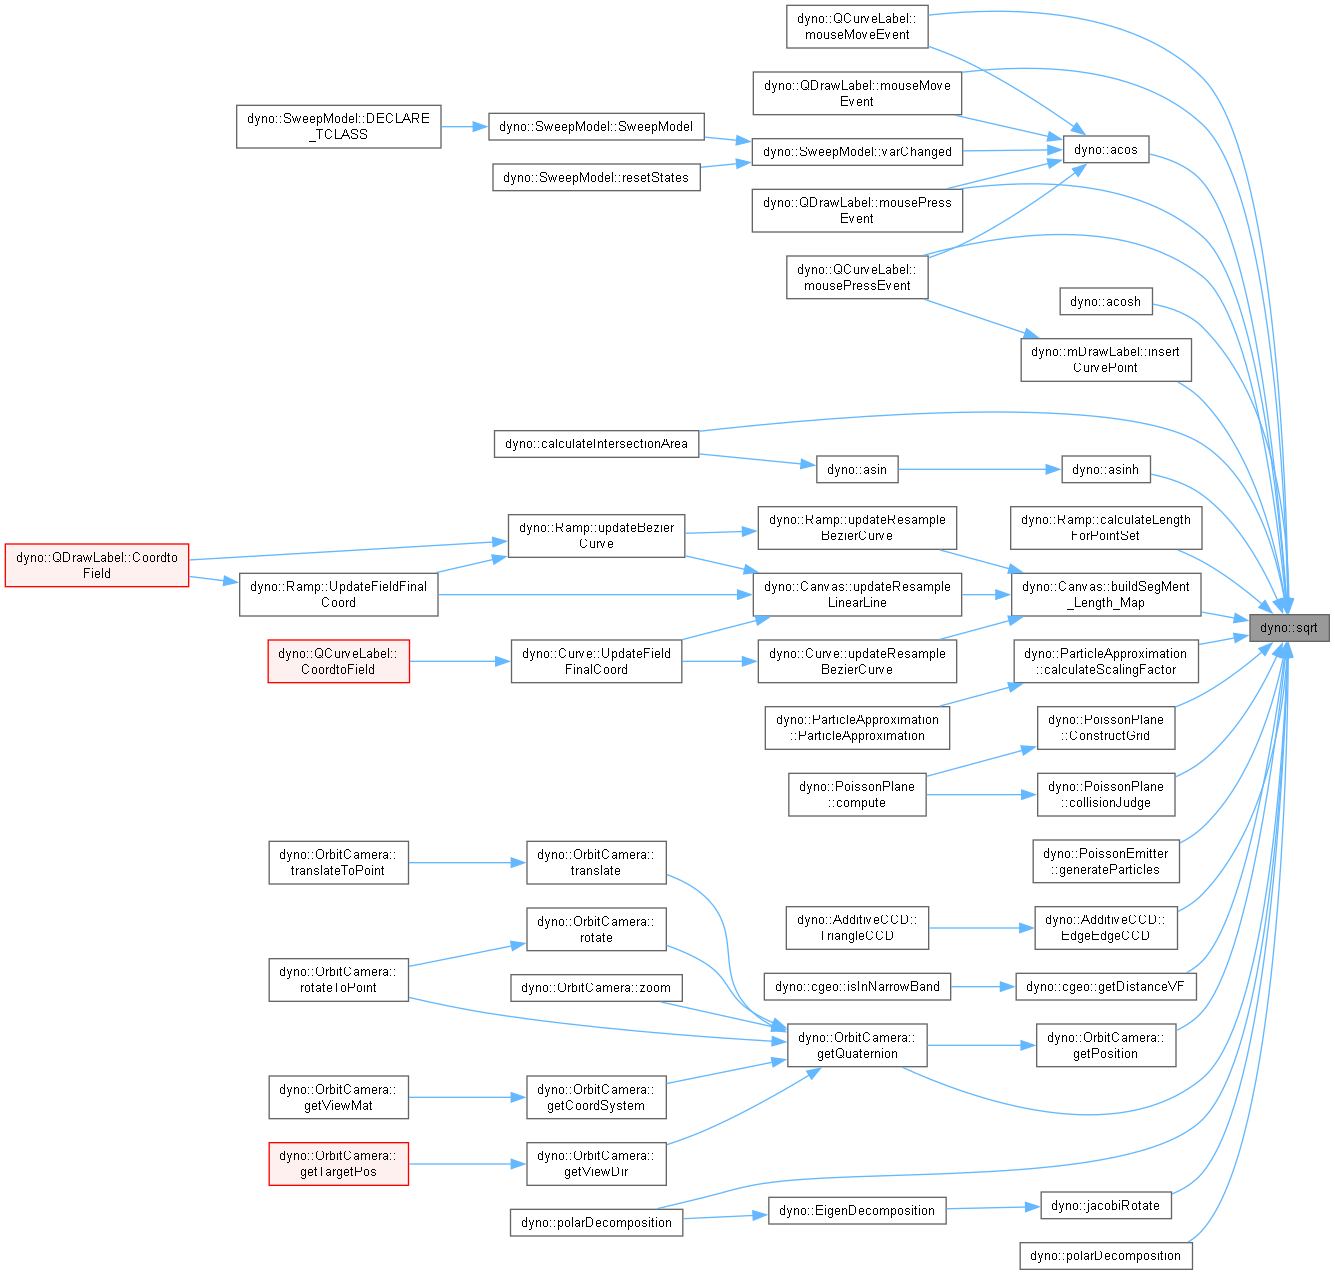 dyno::QCurveLabel::
mouseMoveEvent
dyno::QDrawLabel::mouseMove
Event
dyno::SweepModel::DECLARE
_TCLASS
dyno::SweepModel::SweepModel
dyno::SweepModel::varChanged
dyno::acos
dyno::SweepModel::resetStates
dyno::QDrawLabel::mousePress
Event
dyno::QCurveLabel::
mousePressEvent
dyno::acosh
dyno::mDrawLabel::insert
CurvePoint
dyno::calculateIntersectionArea
dyno::asin
dyno::asinh
dyno::Ramp::updateBezier
Curve
dyno::Ramp::updateResample
BezierCurve
dyno::Ramp::calculateLength
ForPointSet
dyno::QDrawLabel::Coordto
Field
dyno::Ramp::UpdateFieldFinal
Coord
dyno::Canvas::updateResample
LinearLine
dyno::Canvas::buildSegMent
_Length_Map
dyno::sqrt
dyno::QCurveLabel::
CoordtoField
dyno::Curve::UpdateField
FinalCoord
dyno::Curve::updateResample
BezierCurve
dyno::ParticleApproximation
::calculateScalingFactor
dyno::ParticleApproximation
::ParticleApproximation
dyno::PoissonPlane
::ConstructGrid
dyno::PoissonPlane
::compute
dyno::PoissonPlane
::collisionJudge
dyno::OrbitCamera::
translateToPoint
dyno::OrbitCamera::
translate
dyno::PoissonEmitter
::generateParticles
dyno::OrbitCamera::
rotate
dyno::AdditiveCCD::
TriangleCCD
dyno::AdditiveCCD::
EdgeEdgeCCD
dyno::OrbitCamera::
rotateToPoint
dyno::OrbitCamera::zoom
dyno::cgeo::isInNarrowBand
dyno::cgeo::getDistanceVF
dyno::OrbitCamera::
getQuaternion
dyno::OrbitCamera::
getPosition
dyno::OrbitCamera::
getViewMat
dyno::OrbitCamera::
getCoordSystem
dyno::OrbitCamera::
getTargetPos
dyno::OrbitCamera::
getViewDir
dyno::polarDecomposition
dyno::EigenDecomposition
dyno::jacobiRotate
dyno::polarDecomposition